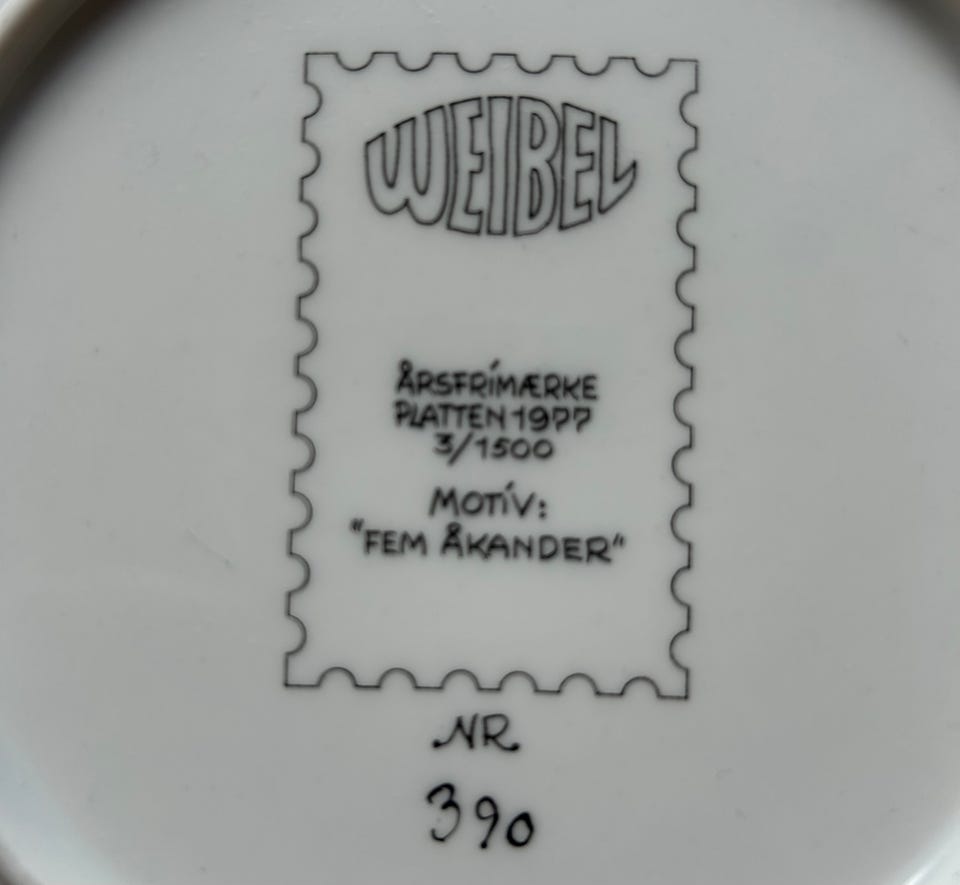 WEIBEL
ÅRSFRIMÆRKE
PLATTEN 1977
3/1500
MOTIV:
"FEM ÅKANDER"
NR
390